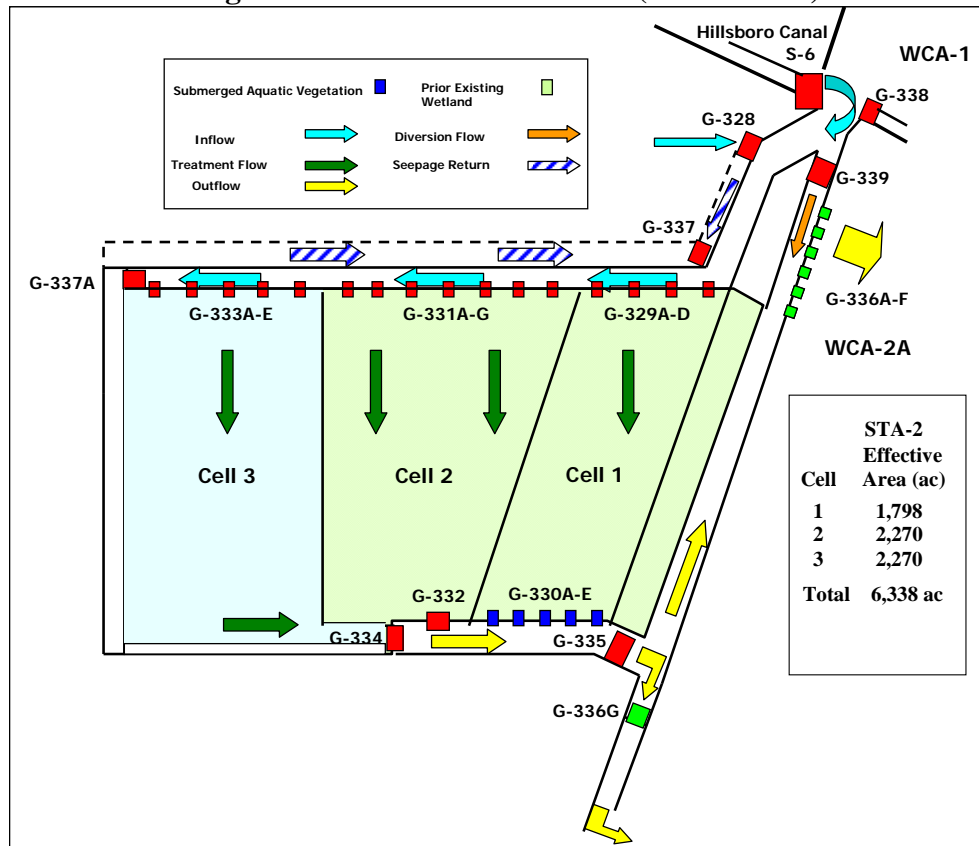 Hillsboro Canal
S-6
WCA-1
G-338
Submerged Aquatic Vegetation
Prior Existing
Wetland
Inflow
Diversion Flow
Treatment Flow
Seepage Return
Outflow
G-328
G-339
G-337
G-337A
G-336A-F
G-333A-E
G-331A-G
G-329A-D
WCA-2A
Cell 3
Cell 2
Cell 1
STA-2
Effective
Cell Area (ac)
1 1,798
2 2,270
3 2,270
Total 6,338 ac
G-332
G-330A-E
G-334
G-335
G-336G